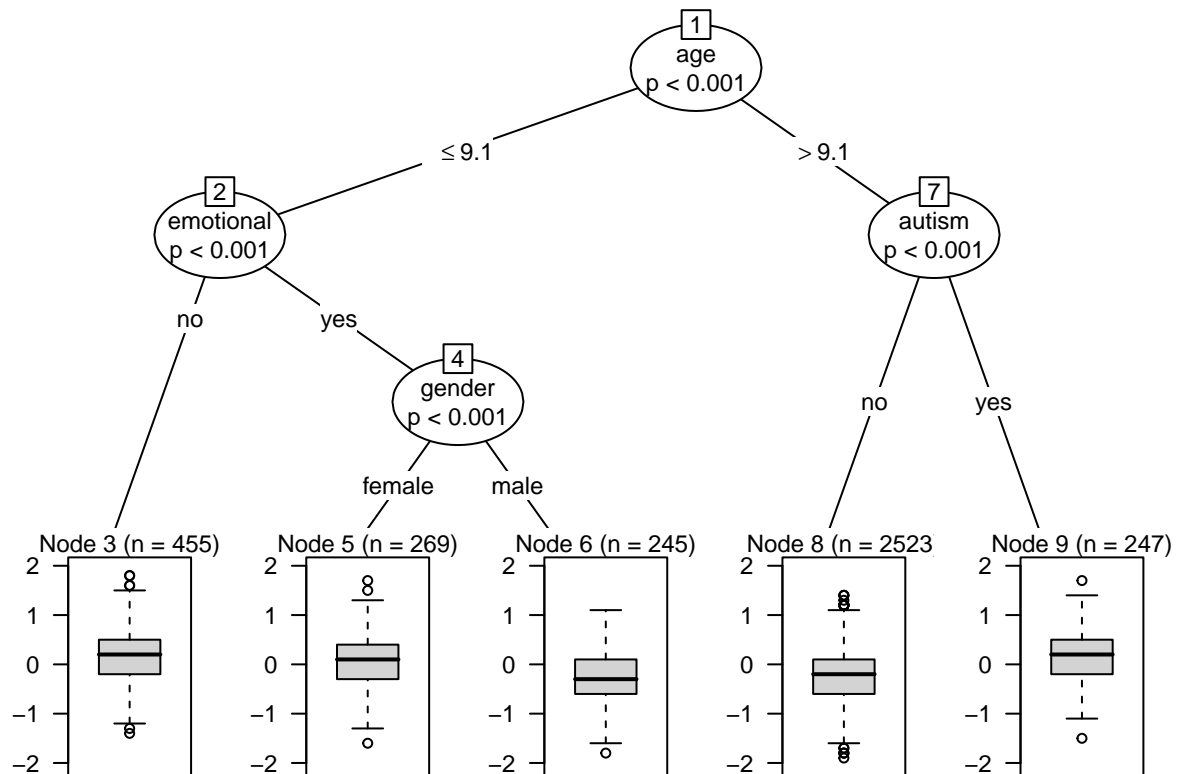 1
age
p < 0.001
≤ 9.1
> 9.1
2
emotional
p < 0.001
7
autism
p < 0.001
no
yes
4
gender
p < 0.001
no
yes
female
male
Node 3 (n = 455)
Node 5 (n = 269)
Node 6 (n = 245)
Node 8 (n = 2523
Node 9 (n = 247)
2
1
0
−1
−2
2
1
0
−1
−2
2
1
0
−1
−2
2
1
0
−1
−2
2
1
0
−1
−2